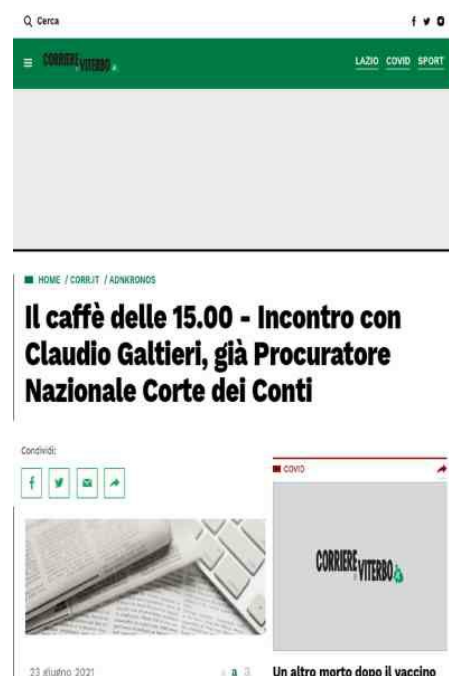 Cerca
CORRIERE DI VITERBO
LAZIO COVID SPORT
HOME / CORR.IT / ADNKRONOS
Il caffè delle 15.00 - Incontro con
Claudio Galtieri, già Procuratore
Nazionale Corte dei Conti
Condividi:
COVID
CORRIERE DI VITERBO
23 giugno 2021
a a a
Un altro morto dopo il vaccino